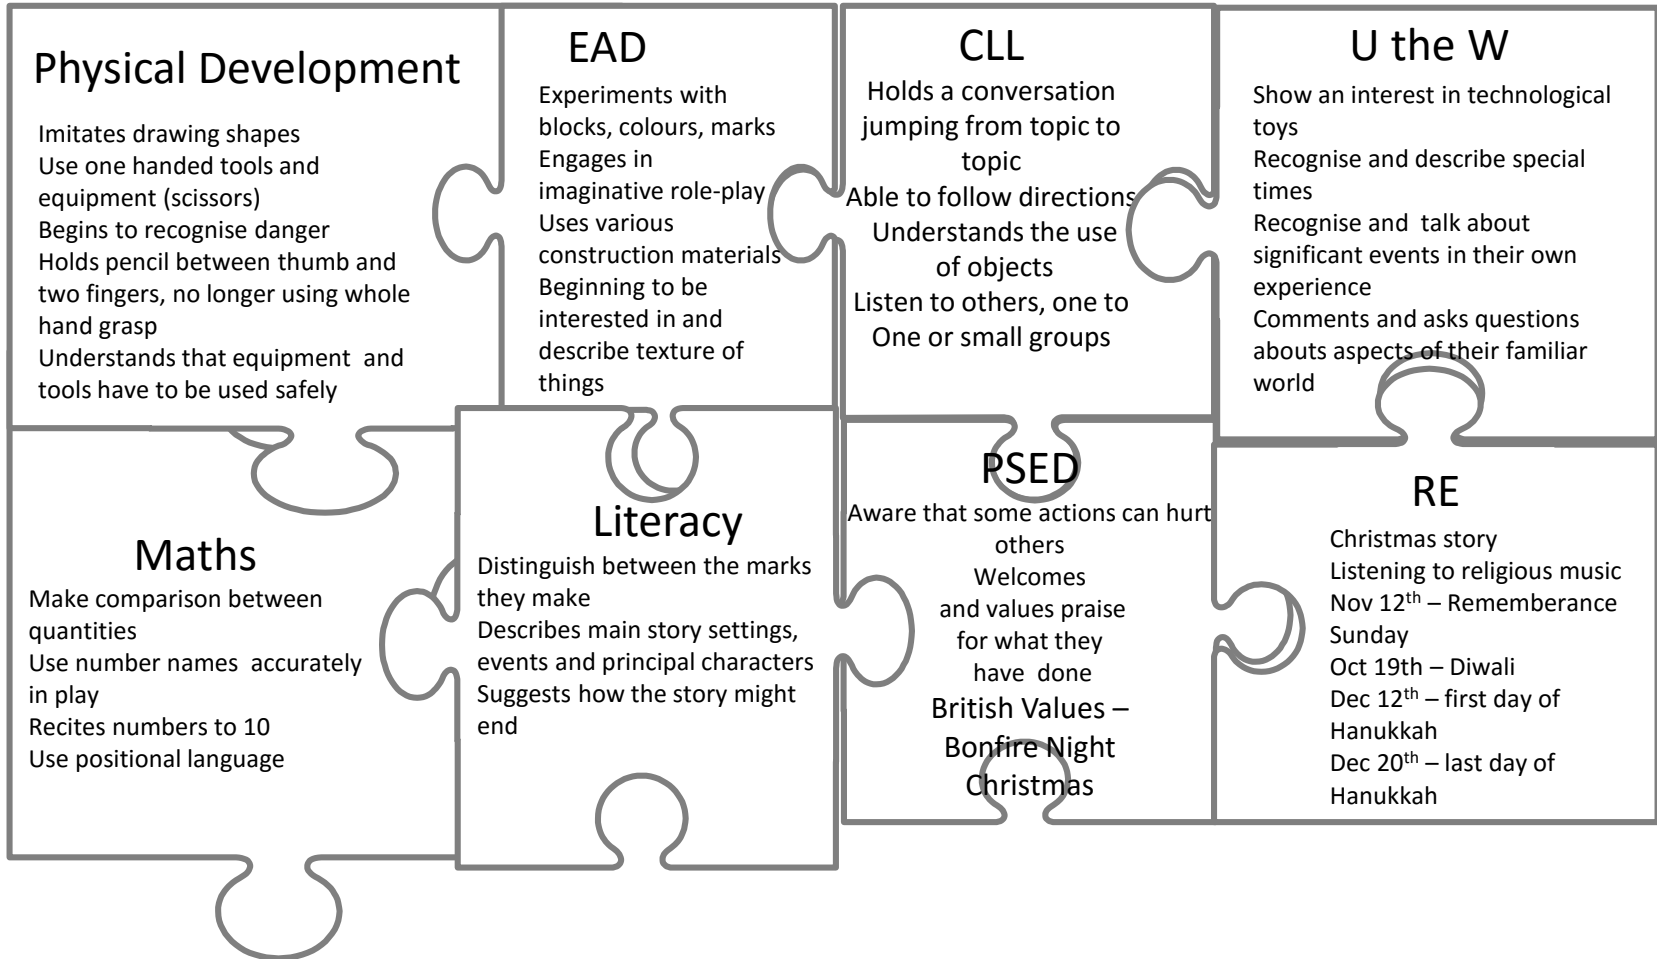 Physical Development
Imitates drawing shapes
Use one handed tools and
equipment (scissors)
Begins to recognise danger
Holds pencil between thumb and
two fingers, no longer using whole
hand grasp
Understands that equipment and
tools have to be used safely
EAD
Experiments with
blocks, colours, marks
Engages in
imaginative role-play
Uses various
construction materials
Beginning to be
interested in and
describe texture of
things
CLL
Holds a conversation
jumping from topic to
topic
Able to follow directions
Understands the use
of objects
Listen to others, one to
One or small groups
U the W
Show an interest in technological
toys
Recognise and describe special
times
Recognise and talk about
significant events in their own
experience
Comments and asks questions
abouts aspects of their familiar
world
Maths
Make comparison between
quantities
Use number names accurately
in play
Recites numbers to 10
Use positional language
Literacy
Distinguish between the marks
they make
Describes main story settings,
events and principal characters
Suggests how the story might
end
PSED
Aware that some actions can hurt
others
Welcomes
and values praise
for what they
have done
British Values –
Bonfire Night
Christmas
RE
Christmas story
Listening to religious music
Nov 12th – Rememberance
Sunday
Oct 19th – Diwali
Dec 12th – first day of
Hanukkah
Dec 20th – last day of
Hanukkah